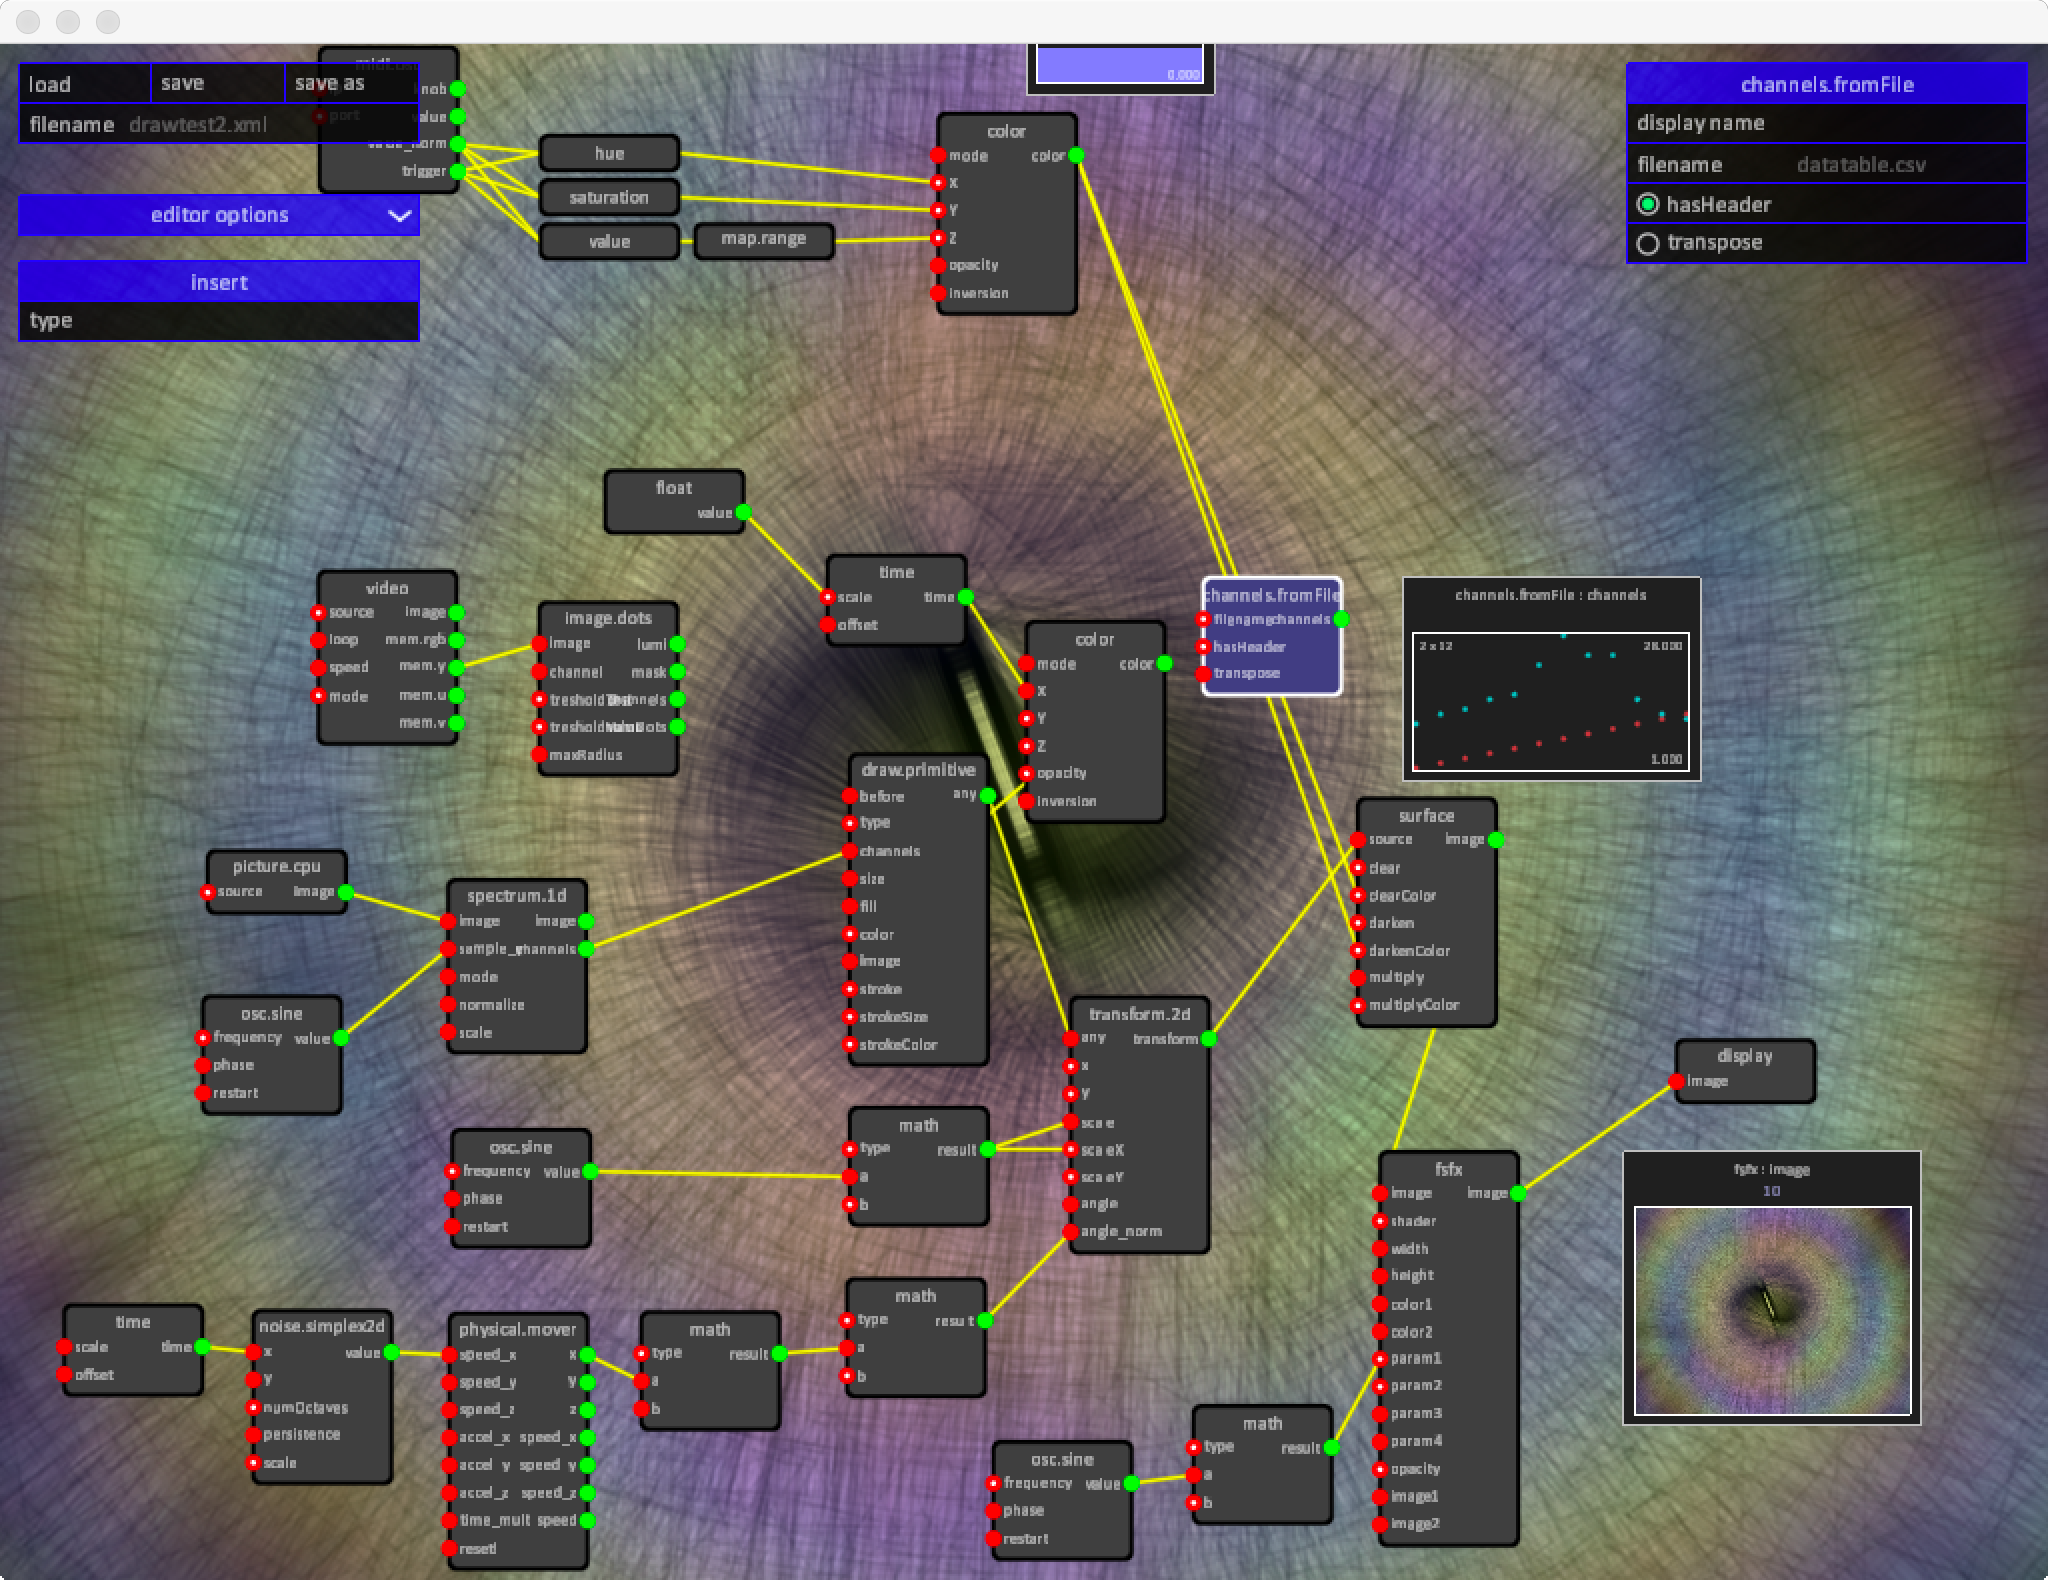 load
save
save as
filename drawtest2.xml
knob
port
value
value_norm
trigger
editor options
insert
type
hue
saturation
value
map.range
0.000
color
mode color
X
Y
Z
opacity
inversion
channels.fromFile
display name
filename datatable.csv
hasHeader
transpose
float
value
time
scale time
offset
video
source image
loop mem.rgb
speed mem.y
mode mem.u
mem.v
image.dots
image lumi
channel mask
treshold
treshold
maxRadius
color
mode color
X
Y
Z
opacity
inversion
channels.fromFile
filename channels
hasHeader
transpose
channels.fromFile : channels
2 x 12
28.000
1.000
draw.primitive
before any
type
channels
size
fill
color
image
stroke
strokeSize
strokeColor
surface
source image
clear
clearColor
darken
darkenColor
multiply
multiplyColor
picture.cpu
source image
spectrum.1d
image image
sample_ channels
mode
normalize
scale
osc.sine
frequency value
phase
restart
transform.2d
any transform
x
y
scale
scaleX
scaleY
angle
angle_norm
display
image
osc.sine
frequency value
phase
restart
math
type result
a
b
fsfx
image image
shader
width
height
color1
color2
param1
param2
param3
param4
opacity
image1
image2
fsfx : image
10
time
scale time
offset
noise.simplex2d
x value
y
numOctaves
persistence
scale
physical.mover
speed_x x
speed_y y
speed_z z
accel_x speed_x
accel_y speed_y
accel_z speed_z
time_mult speed
reset!
math
type result
a
b
math
type result
a
b
osc.sine
frequency value
phase
restart
math
type result
a
b